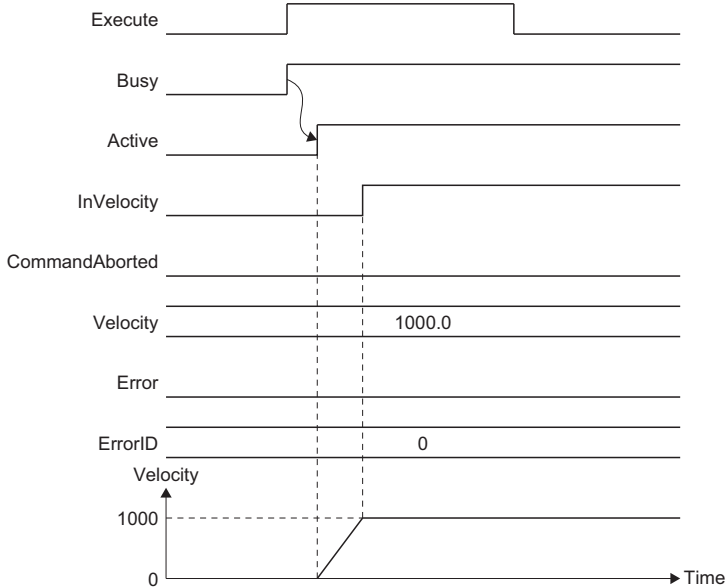 Execute
Busy
Active
InVelocity
CommandAborted
Velocity 1000.0
Error
ErrorID 0
Velocity
1000
0 Time